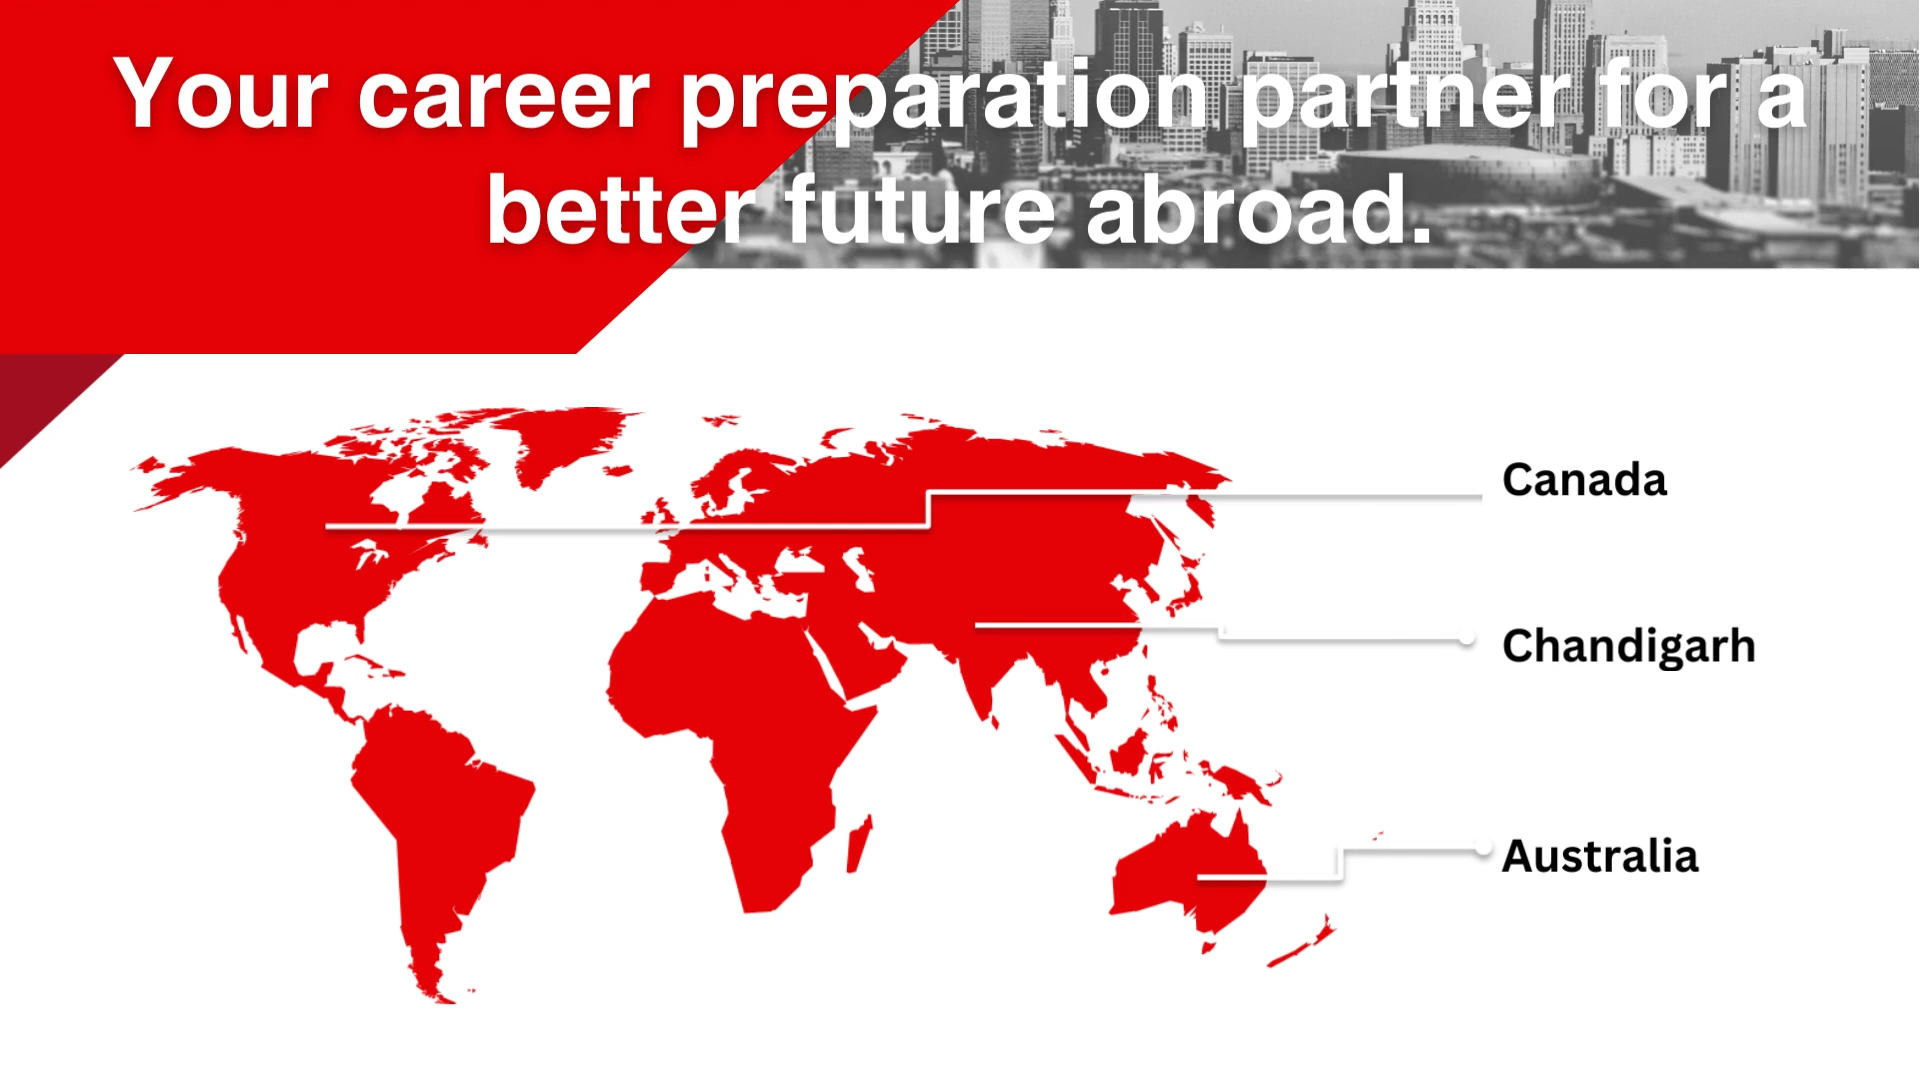 Your career preparation partner for a
better future abroad.
Canada
Chandigarh
Australia